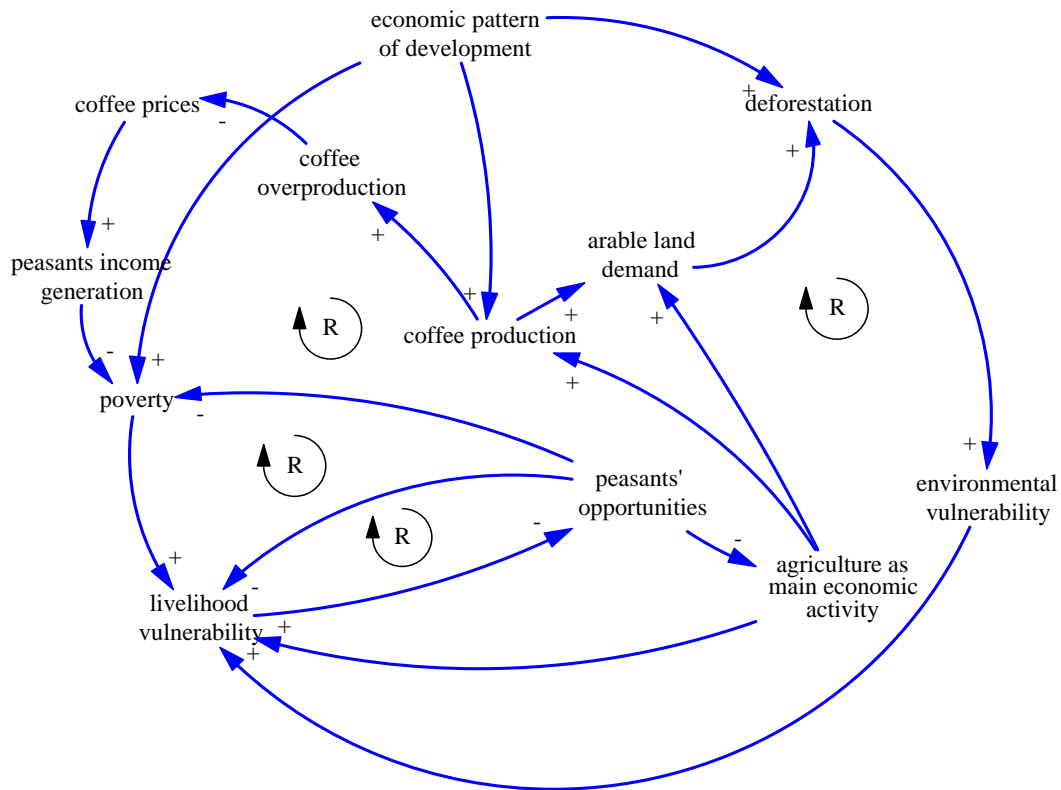 economic pattern
of development
coffee prices
-
+
deforestation
+
coffee
overproduction
+
+
arable land
demand
peasants income
generation
+
+
+
R
R
coffee production
-
+
+
poverty
-
R
+
peasants'
opportunities
environmental
vulnerability
-
-
R
+
agriculture as
main economic
activity
-
livelihood
vulnerability
+
+